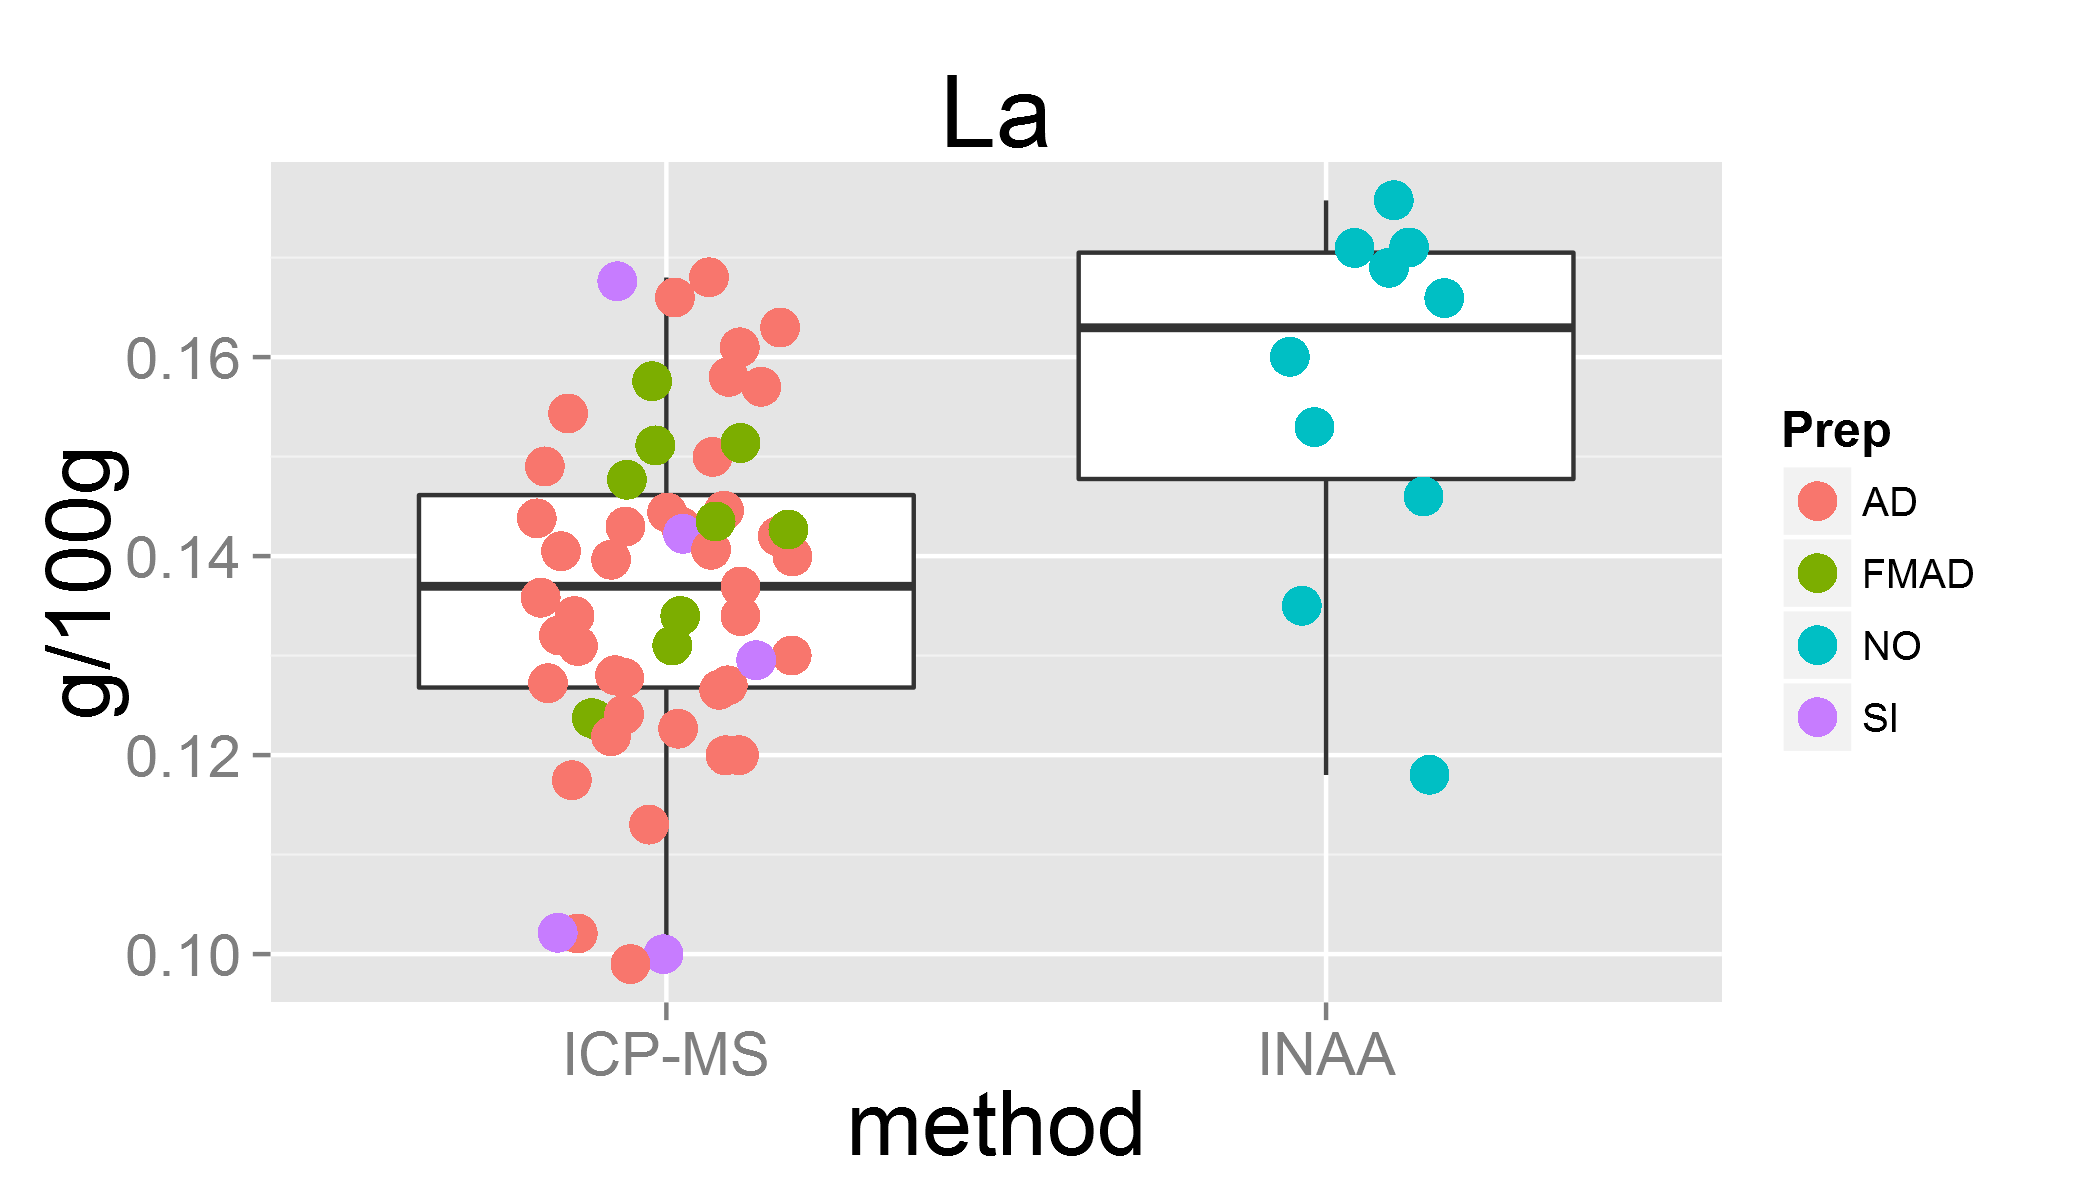 La
g/100g
0.16
0.14
0.12
0.10
ICP-MS
INAA
method
Prep
AD
FMAD
NO
SI